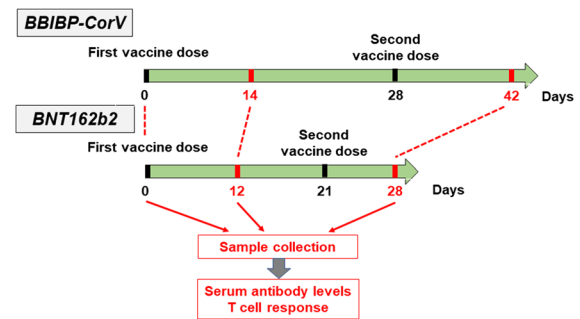 BBIBP-CorV
First vaccine dose
Second
vaccine dose
0
14
28
42
Days
BNT162b2
First vaccine dose
Second
vaccine dose
0
12
21
28
Days
Sample collection
Serum antibody levels
T cell response